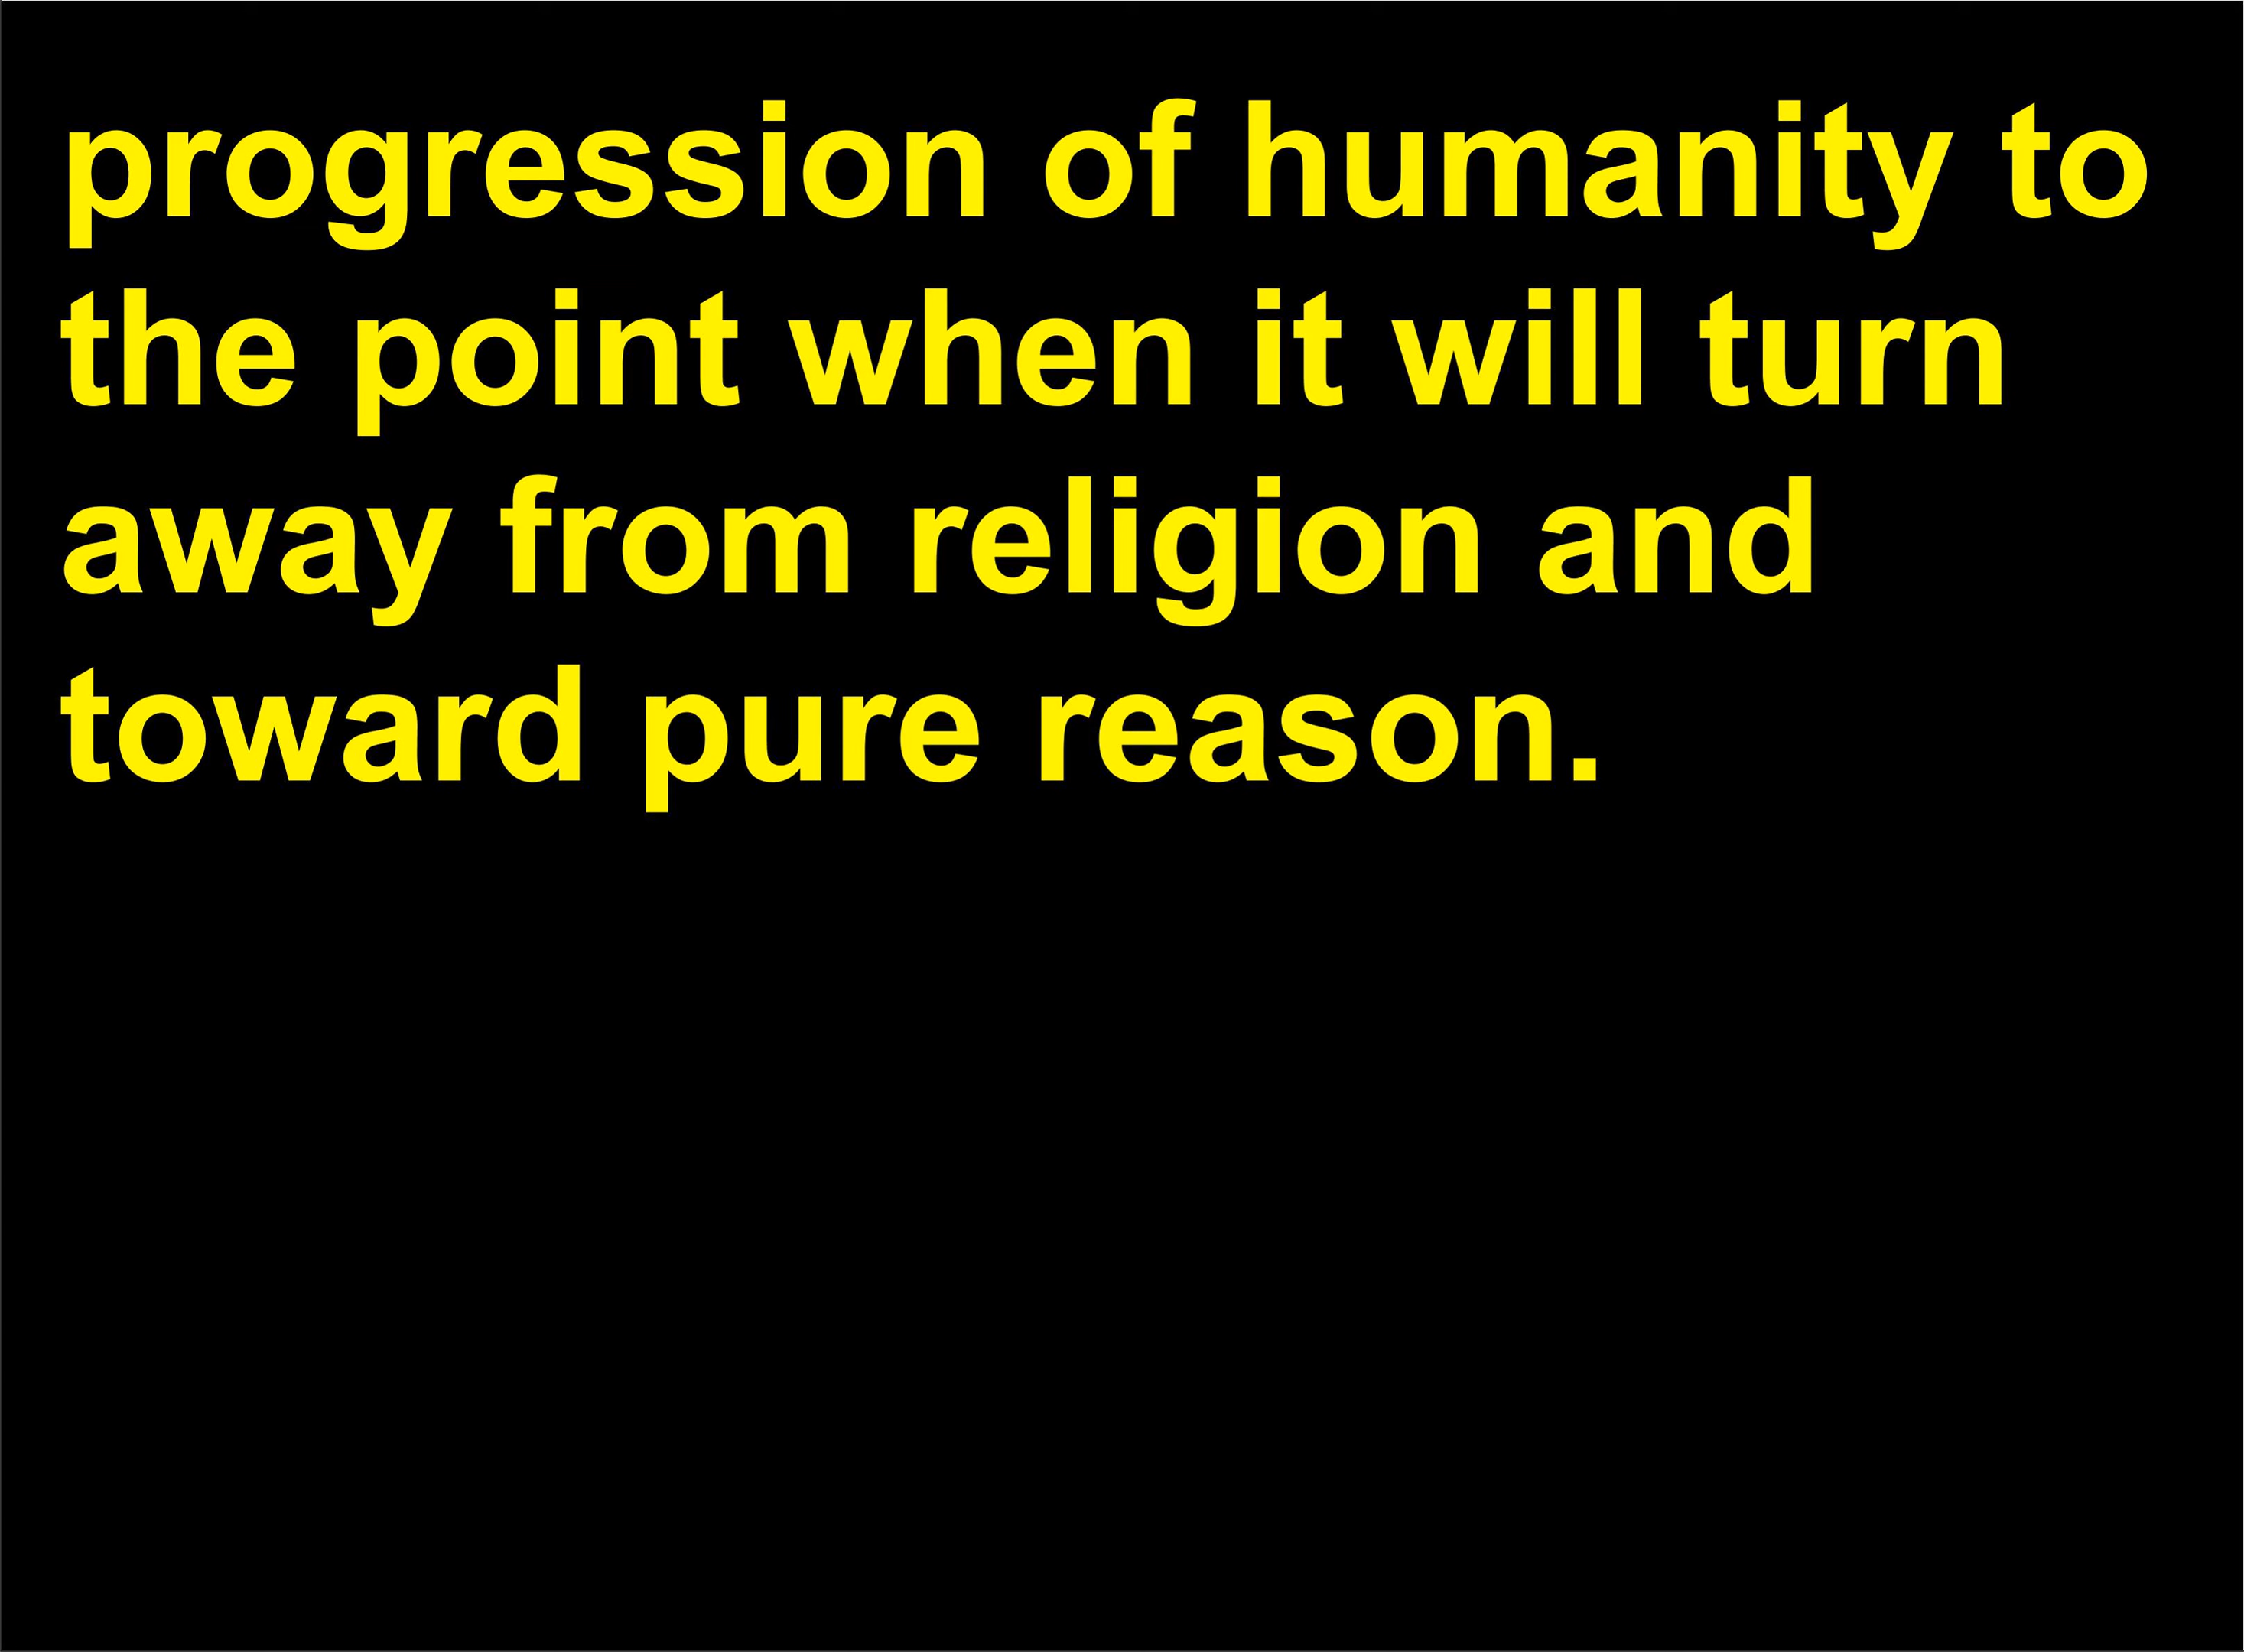 progression of humanity to
the point when it will turn
away from religion and
toward pure reason.